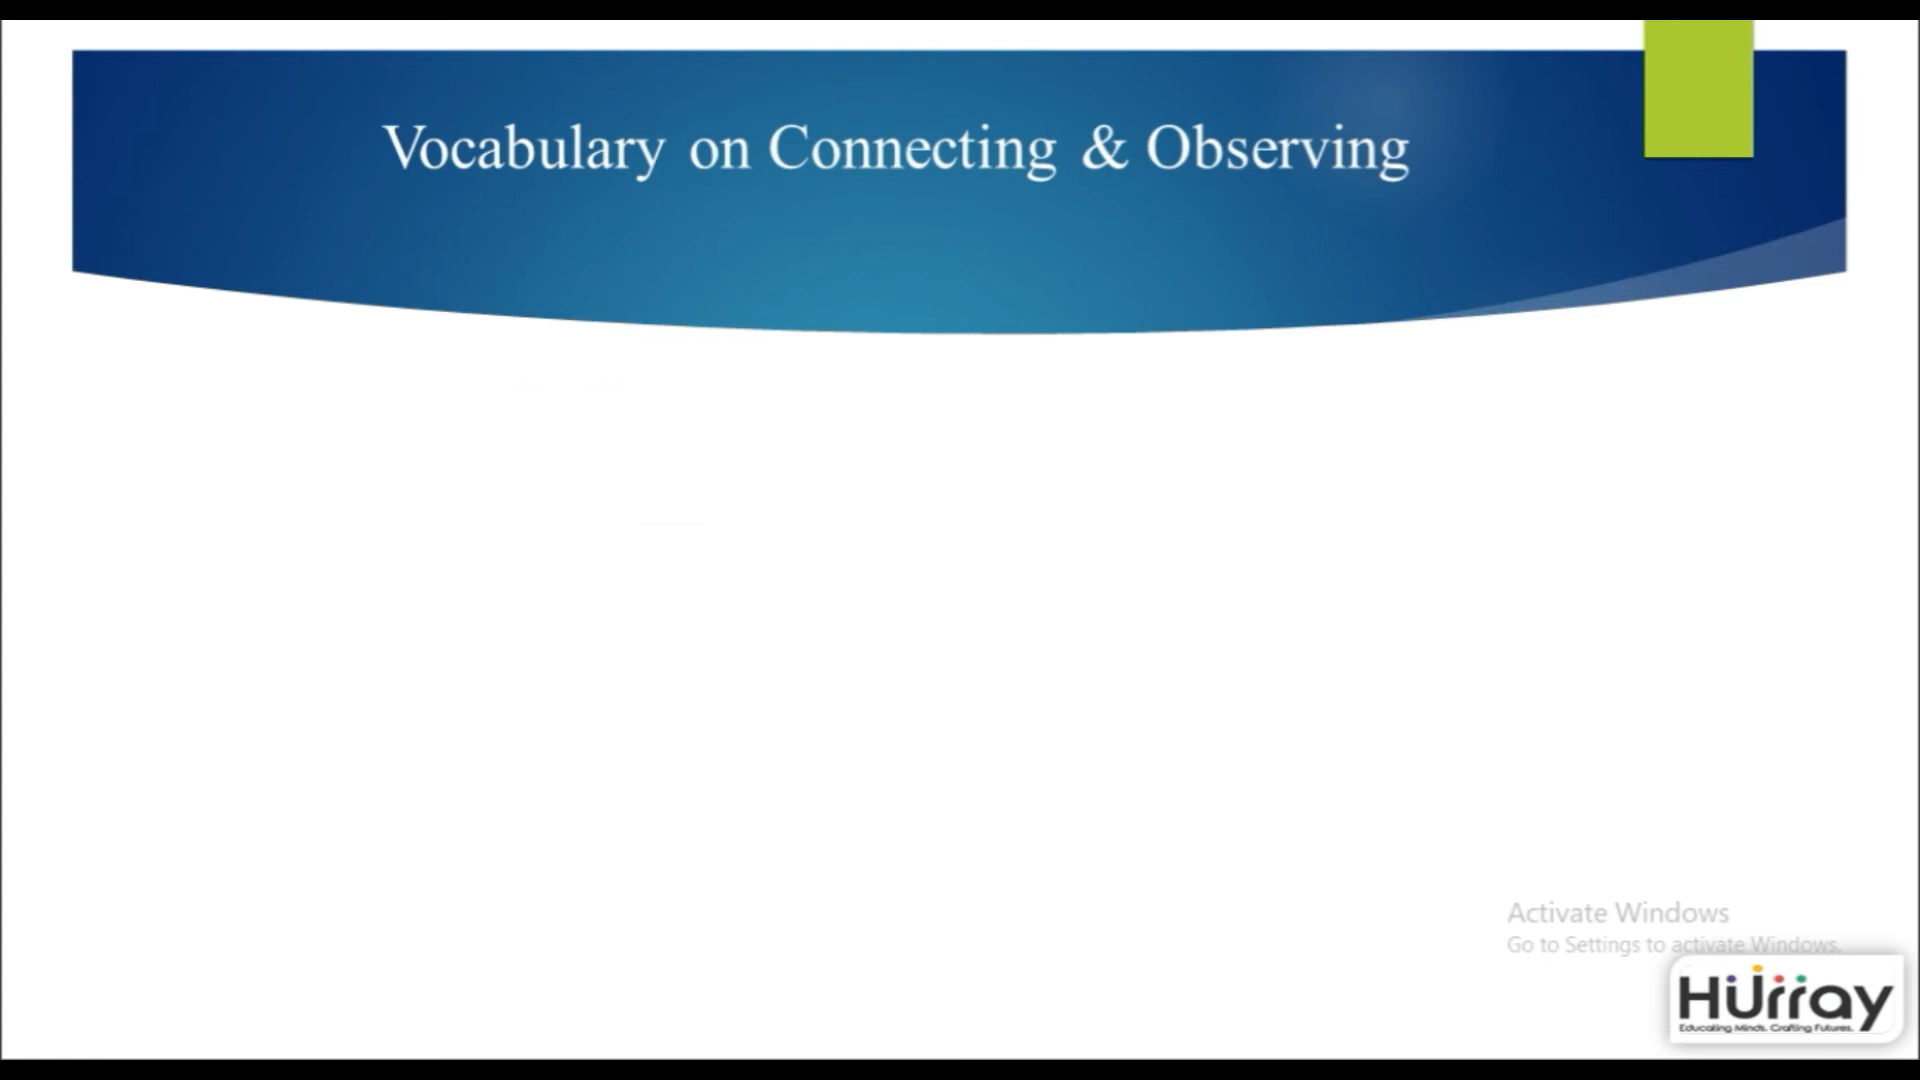 Vocabulary on Connecting & Observing
Activate Windows
Go to Settings to activate Windows.
Hurray
Educating Minds. Crafting Futures.